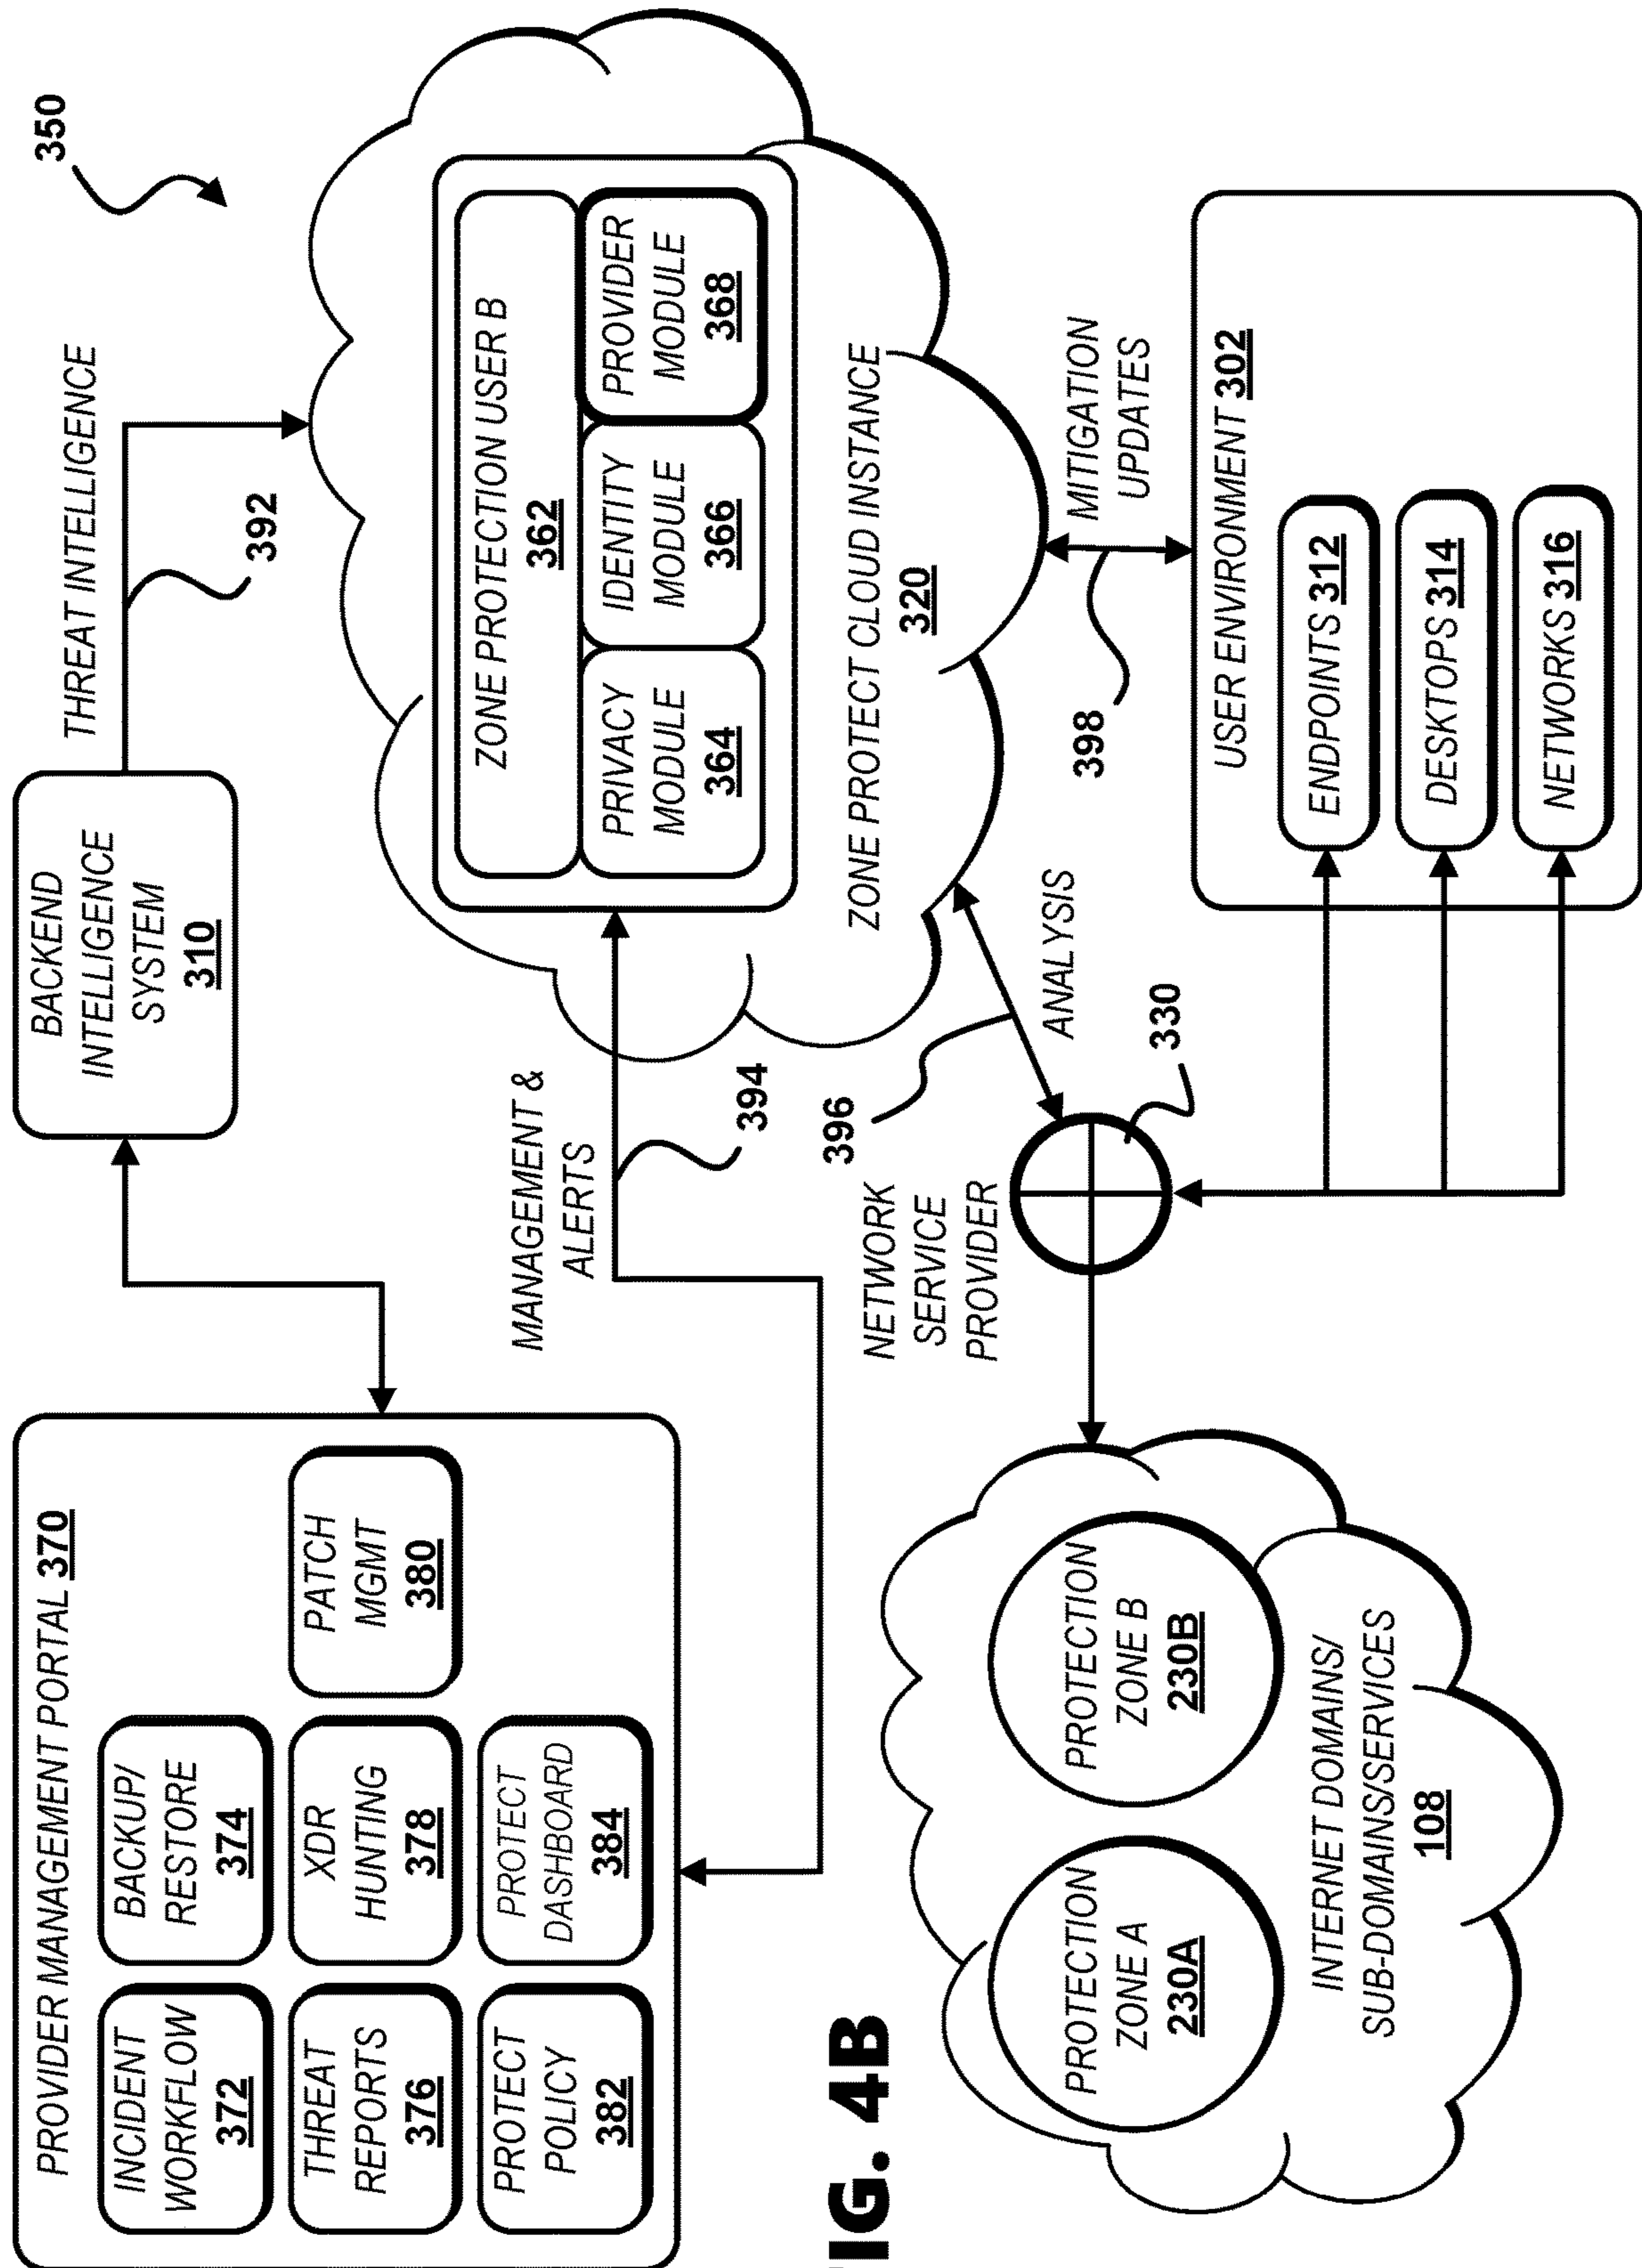 350
PROVIDER MANAGEMENT PORTAL 370
INCIDENT
WORKFLOW
372
BACKUP/
RESTORE
374
THREAT
REPORTS
376
XDR
HUNTING
378
PATCH
MGMT
380
PROTECT
POLICY
382
PROTECT
DASHBOARD
384
BACKEND
INTELLIGENCE
SYSTEM
310
THREAT INTELLIGENCE
392
MANAGEMENT &
ALERTS
394
ZONE PROTECTION USER B
362
PRIVACY
MODULE
364
IDENTITY
MODULE
366
PROVIDER
MODULE
368
ZONE PROTECT CLOUD INSTANCE
320
NETWORK
SERVICE
PROVIDER
396
ANALYSIS
330
398
MITIGATION
UPDATES
PROTECTION
ZONE A
230A
PROTECTION
ZONE B
230B
INTERNET DOMAINS/
SUB-DOMAINS/SERVICES
108
USER ENVIRONMENT 302
ENDPOINTS 312
DESKTOPS 314
NETWORKS 316
IG. 4B